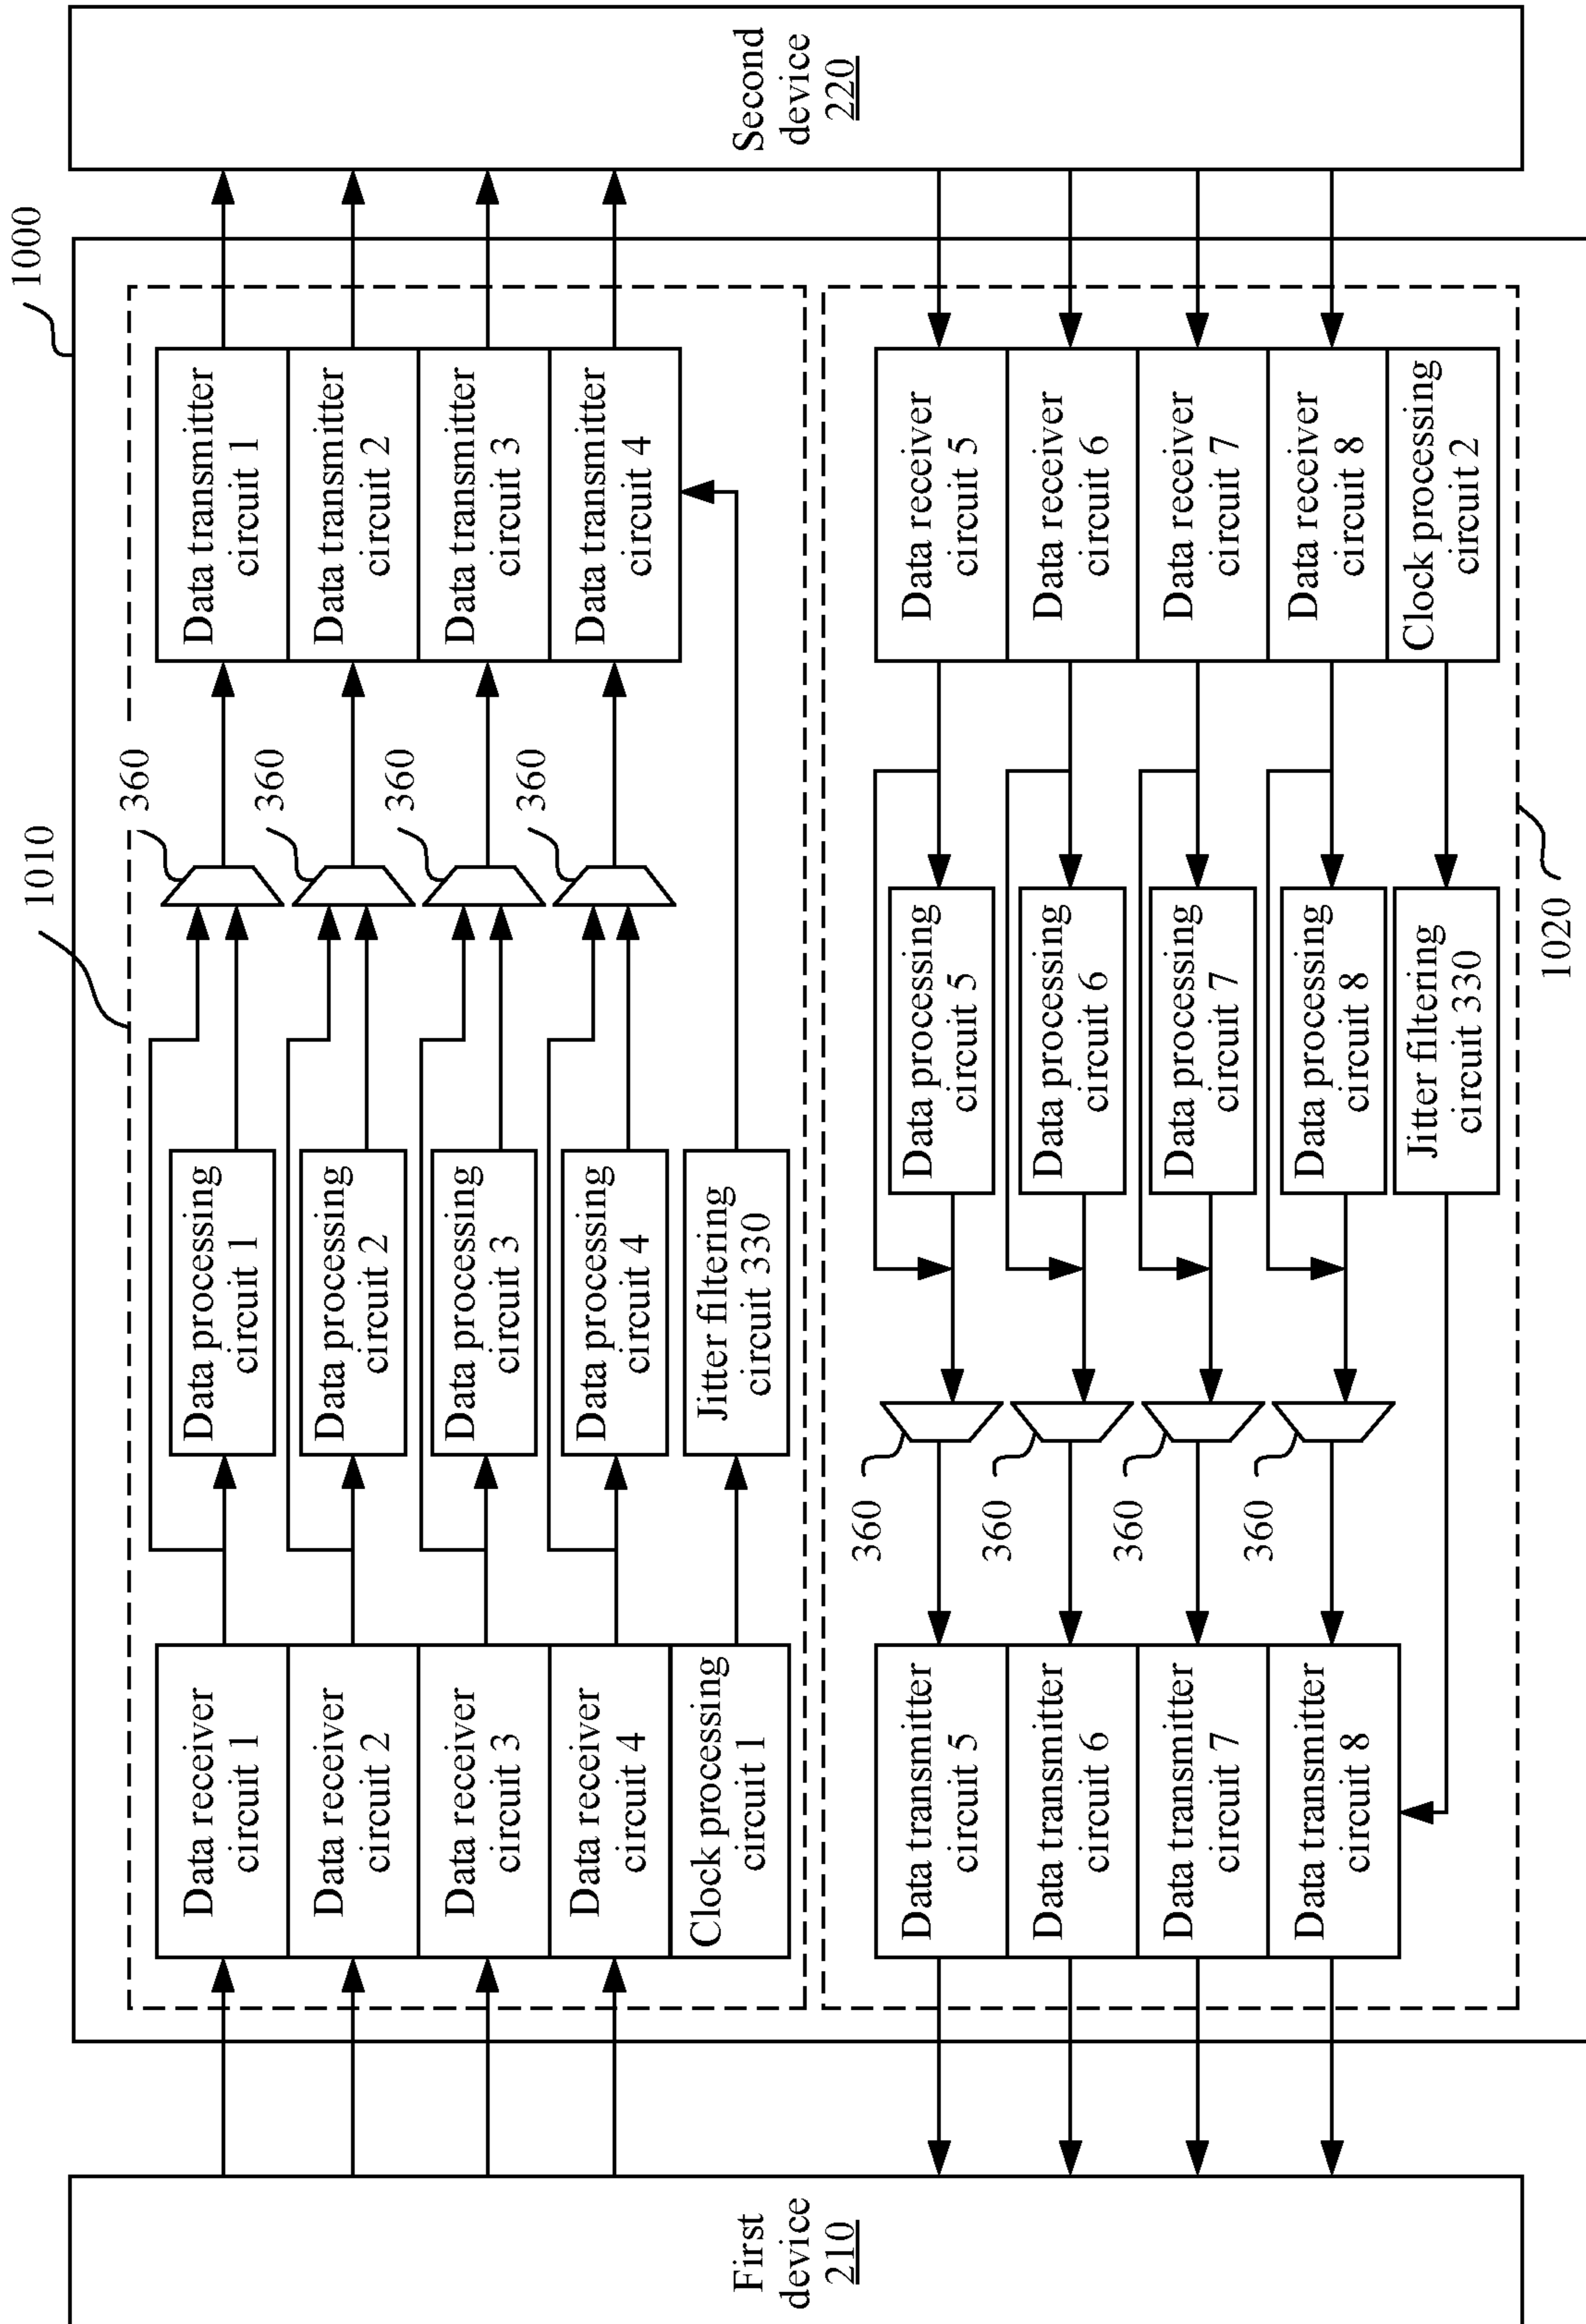 1000
1010
First
device
210
Second
device
220
Data receiver
circuit 1
Data receiver
circuit 2
Data receiver
circuit 3
Data receiver
circuit 4
Clock processing
circuit 1
Data processing
circuit 1
Data processing
circuit 2
Data processing
circuit 3
Data processing
circuit 4
Jitter filtering
circuit 330
360
360
360
360
Data transmitter
circuit 1
Data transmitter
circuit 2
Data transmitter
circuit 3
Data transmitter
circuit 4
Data transmitter
circuit 5
Data transmitter
circuit 6
Data transmitter
circuit 7
Data transmitter
circuit 8
360
360
360
360
Data processing
circuit 5
Data processing
circuit 6
Data processing
circuit 7
Data processing
circuit 8
Jitter filtering
circuit 330
Data receiver
circuit 5
Data receiver
circuit 6
Data receiver
circuit 7
Data receiver
circuit 8
Clock processing
circuit 2
1020